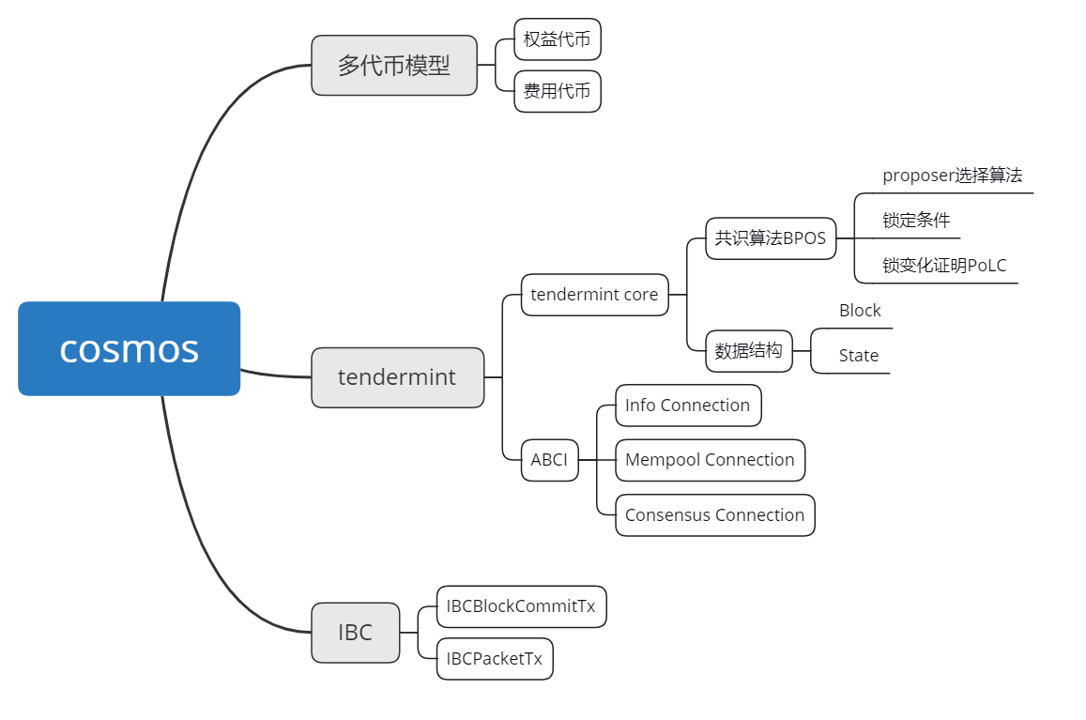 cosmos
多代币模型
权益代币
费用代币
tendermint
tendermint core
共识算法BPOS
proposer选择算法
锁定条件
锁变化证明PoLC
数据结构
Block
State
ABCI
Info Connection
Mempool Connection
Consensus Connection
IBC
IBCBlockCommitTx
IBCPacketTx